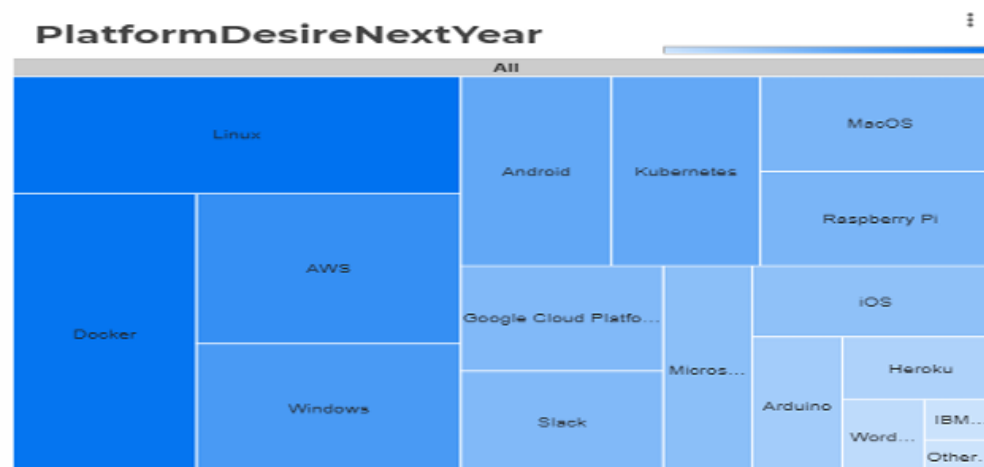 PlatformDesireNextYear
All
Linux
Docker
AWS
Windows
Android
Kubernetes
MacOS
Raspberry Pi
Google Cloud Platfo...
Slack
Micros...
iOS
Arduino
Heroku
Word...
IBM...
Other.